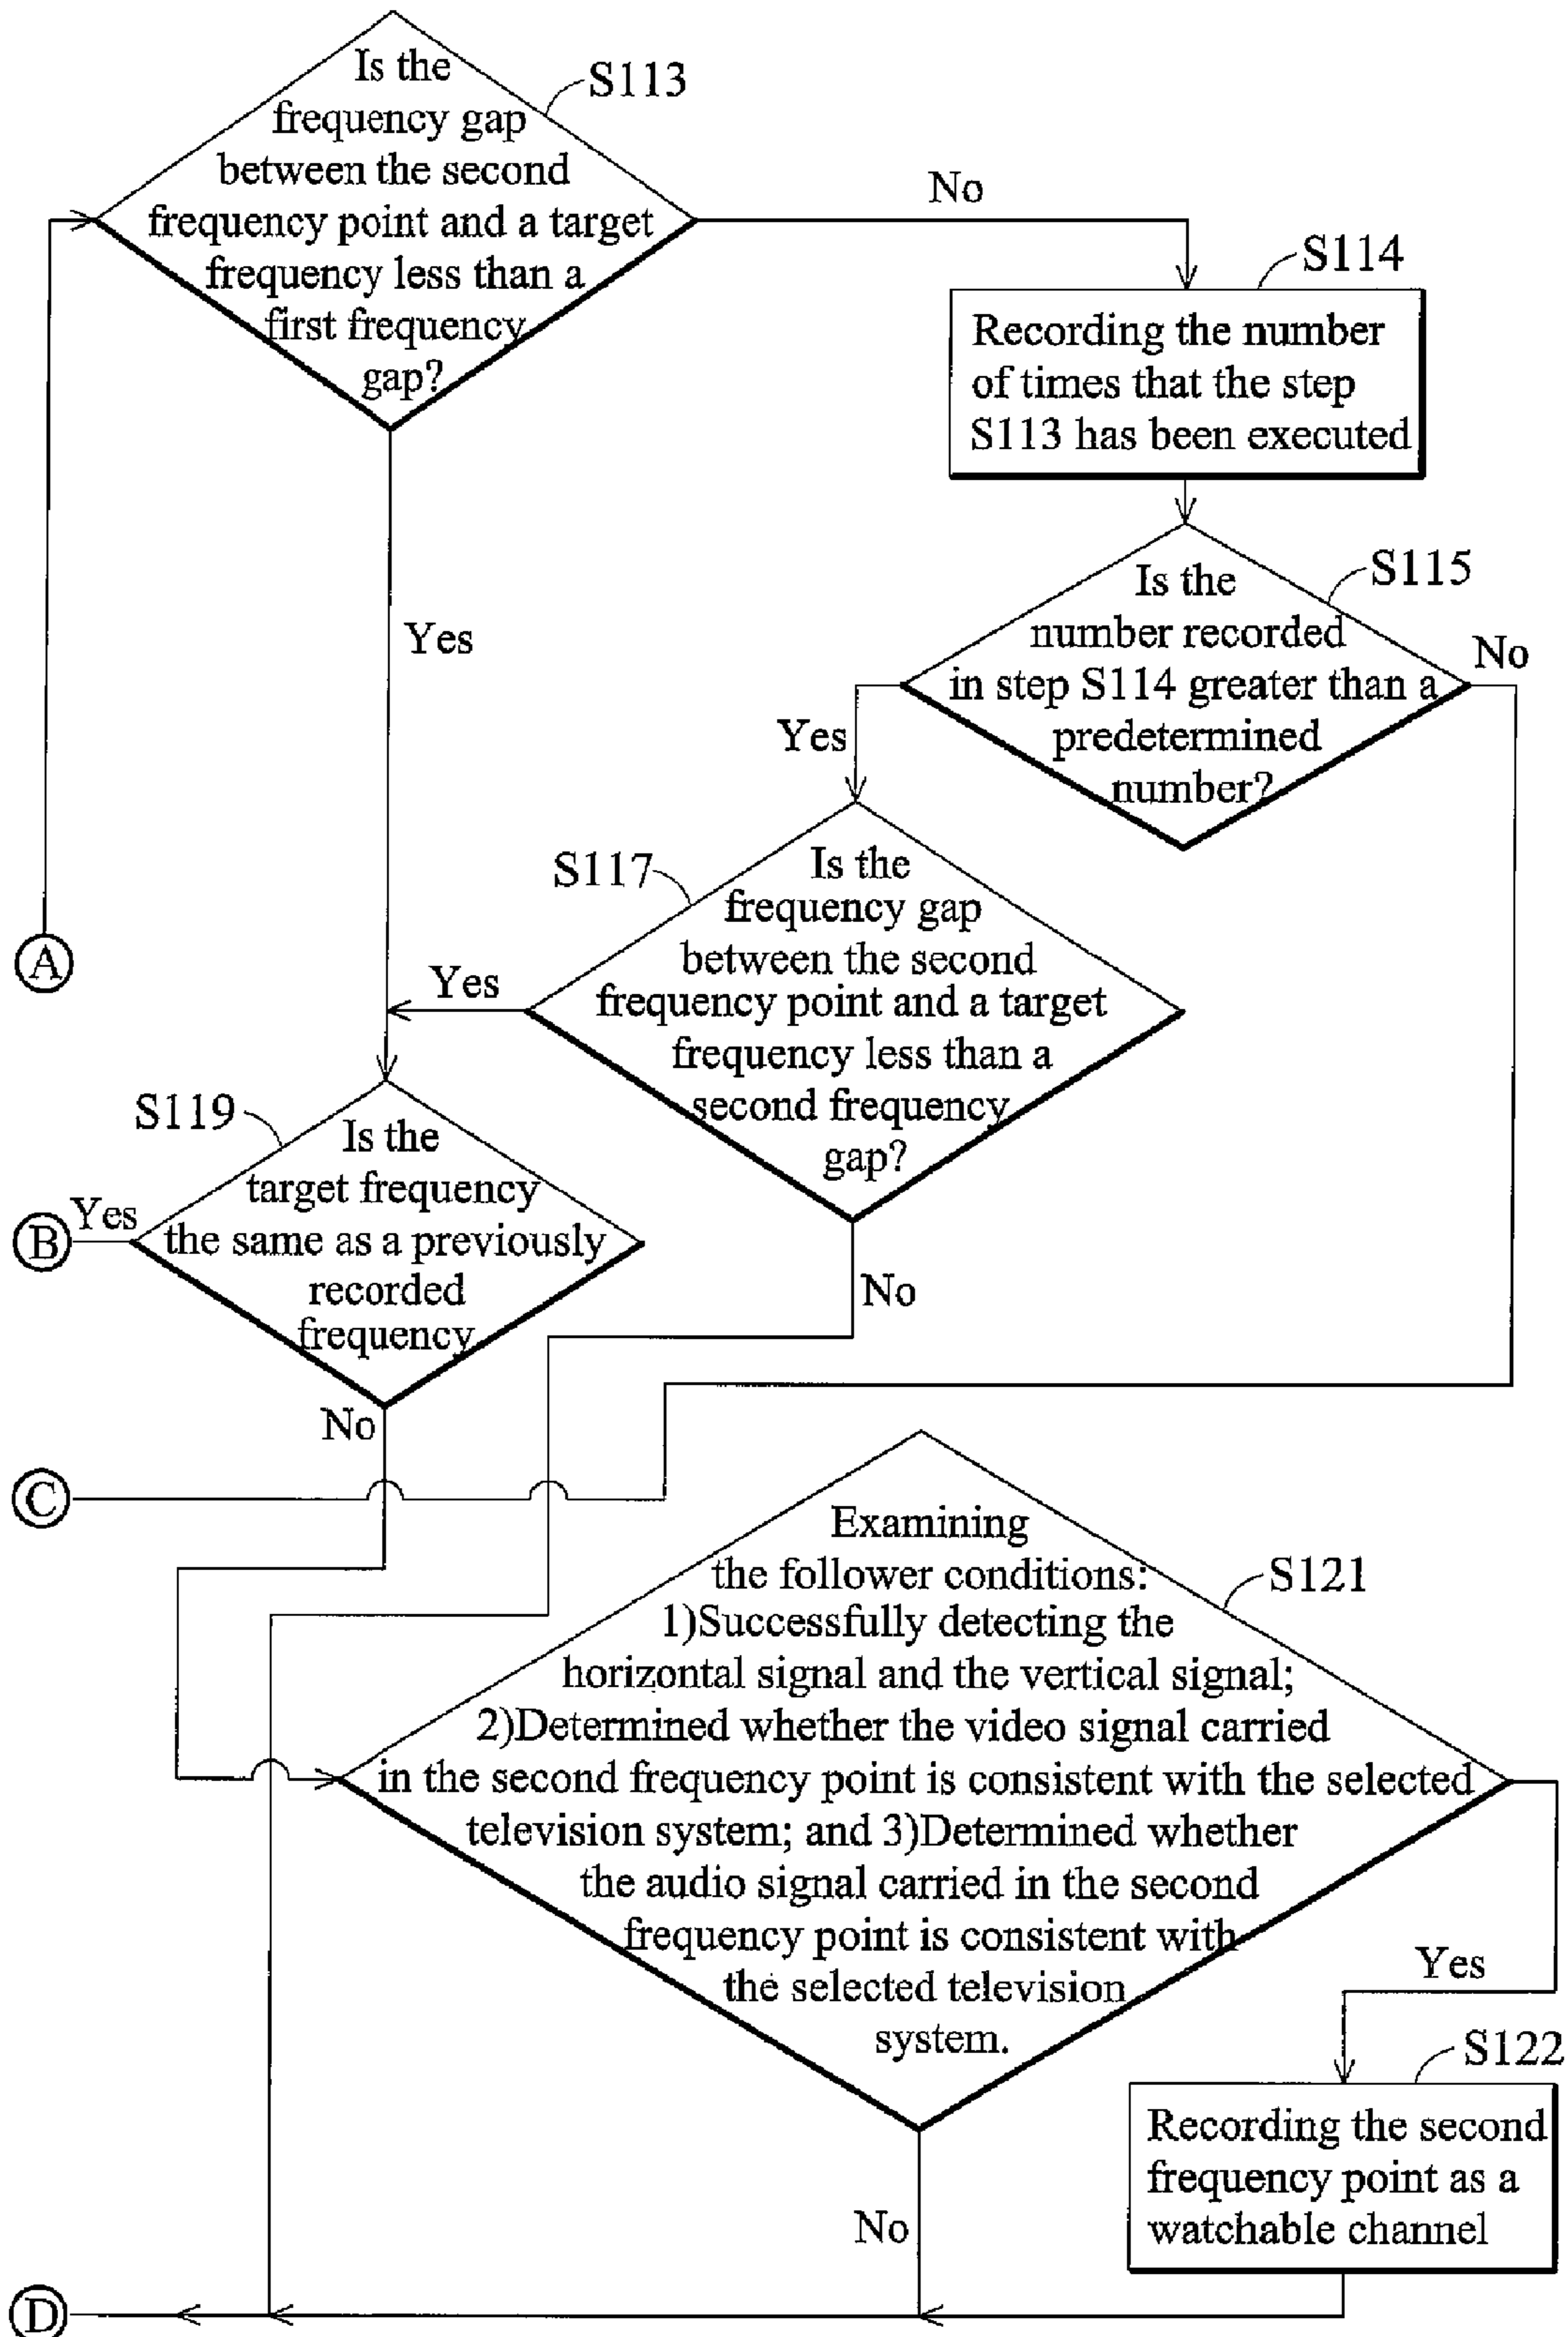 Is the
frequency gap
between the second
frequency point and a target
frequency less than a
first frequency
gap?
S113
No
S114
Recording the number
of times that the step
S113 has been executed
Yes
S115
Is the
number recorded
in step S114 greater than a
predetermined
number?
No
Yes
S117
Is the
frequency gap
between the second
frequency point and a target
frequency less than a
second frequency
gap?
A
Yes
S119
Is the
target frequency
the same as a previously
recorded
frequency
Yes
B
No
No
C
Examining
the follower conditions:
1)Successfully detecting the
horizontal signal and the vertical signal;
2)Determined whether the video signal carried
in the second frequency point is consistent with the selected
television system; and 3)Determined whether
the audio signal carried in the second
frequency point is consistent with
the selected television
system.
S121
Yes
S122
Recording the second
frequency point as a
watchable channel
No
D